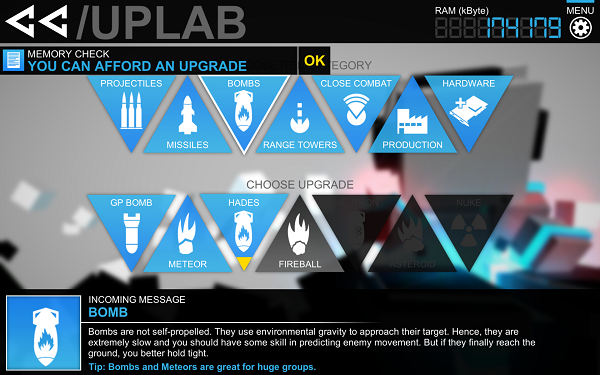 /UPLAB
RAM (kByte)
174179
MENU
MEMORY CHECK
YOU CAN AFFORD AN UPGRADE
OK
EGORY
PROJECTILES
BOMBS
CLOSE COMBAT
HARDWARE
MISSILES
RANGE TOWERS
PRODUCTION
CHOOSE UPGRADE
GP BOMB
HADES
NUKE
METEOR
FIREBALL
ASTEROID
INCOMING MESSAGE
BOMB
Bombs are not self-propelled. They use environmental gravity to approach their target. Hence, they are
extremely slow and you should have some skill in predicting enemy movement. But if they finally reach the
ground, you better hold tight.
Tip: Bombs and Meteors are great for huge groups.